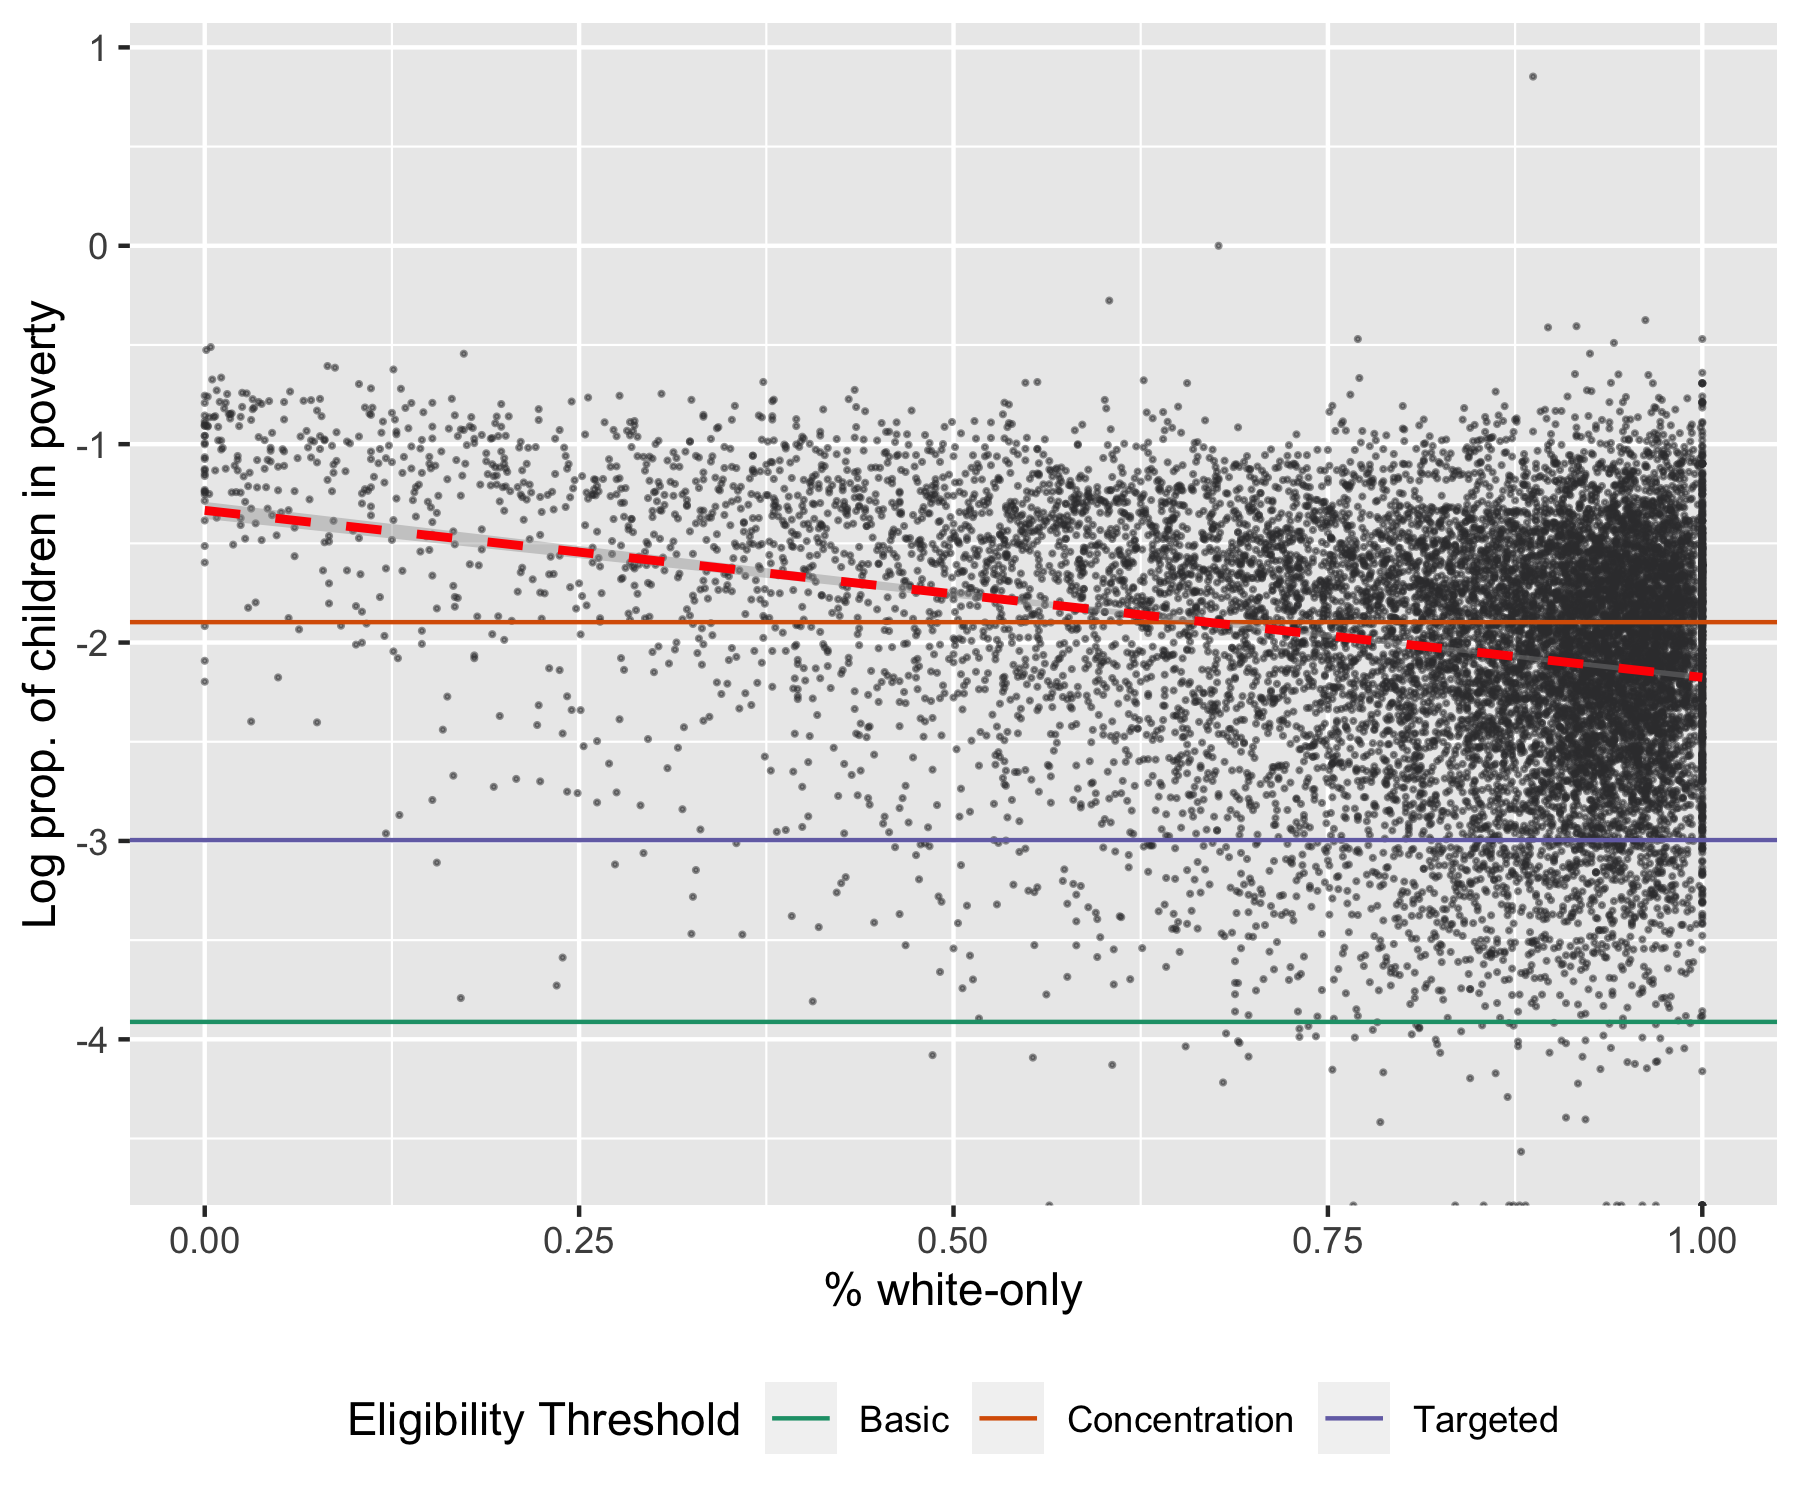 Log prop. of children in poverty
1
0
-1
-2
-3
-4
0.00 0.25 0.50 0.75 1.00
% white-only
Eligibility Threshold Basic Concentration Targeted